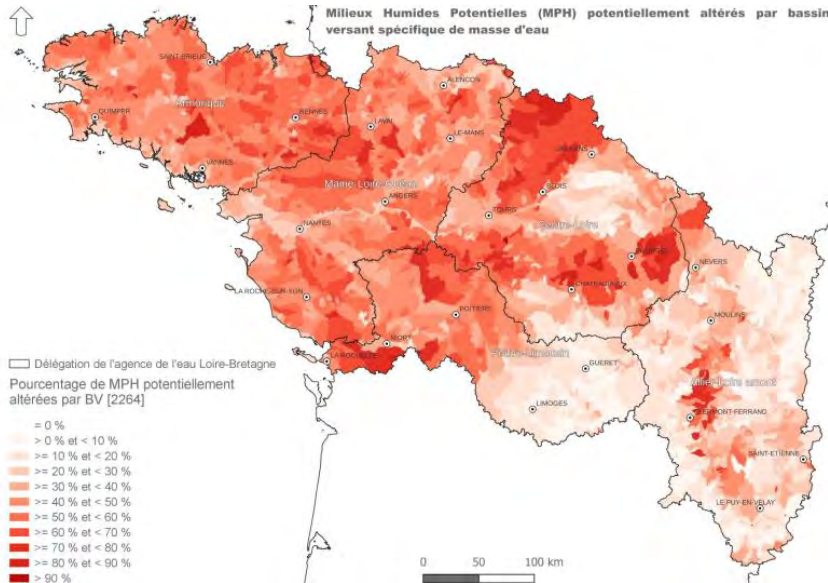 Milieux Humides Potentielles (MPH) potentiellement altérés par bassin
versant spécifique de masse d'eau
SAINT-BRIEUC
ALENCON
Armorique
QUIMPER
RENNES
LAVAL
LE-MANS
ORLEANS
VANNES
BLOIS
Maine-Loire-Océan
ANGERS
TOURS
Centre-Loire
NANTES
BOURGES
NEVERS
LA ROCHE-SUR-YON
CHATEAUROUX
POITIERS
MOULINS
NIORT
LA ROCHELLE
Poitou-Limousin
GUERET
Allier-Loire amont
LIMOGES
CLERMONT-FERRAND
SAINT-ETIENNE
LE PUY-EN-VELAY
Délégation de l'agence de l'eau Loire-Bretagne
Pourcentage de MPH potentiellement
altérées par BV [2264]
= 0 %
> 0 % et < 10 %
>= 10 % et < 20 %
>= 20 % et < 30 %
>= 30 % et < 40 %
>= 40 % et < 50 %
>= 50 % et < 60 %
>= 60 % et < 70 %
>= 70 % et < 80 %
>= 80 % et < 90 %
> 90 %
0 50 100 km